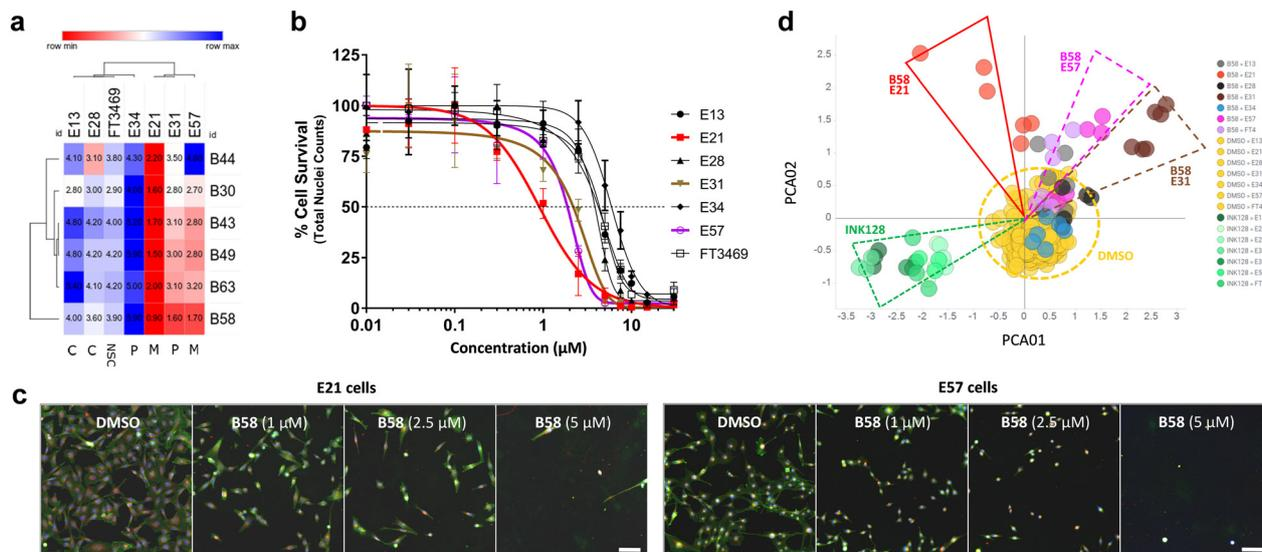 a
row min
row max
id
E13
E28
FT3469
E34
E21
E31
E57
id
4.10 3.10 3.80 4.30 2.20 3.50 B44
2.80 3.00 2.90 1.60 2.80 2.70 B30
4.80 4.20 4.00 1.70 3.10 2.80 B43
4.80 4.20 4.20 1.50 3.00 2.80 B49
4.10 4.20 5.00 3.10 3.20 B63
4.00 3.60 3.90 0.90 1.60 1.70 B58
C C NSC P M P M
b
% Cell Survival
(Total Nuclei Counts)
125
100
75
50
25
0
0.01 0.1 1 10
Concentration (μM)
E13
E21
E28
E31
E34
E57
FT3469
d
PCA02
2.5
2
1.5
1
0.5
0
-0.5
-1
-3.5 -3 -2.5 -2 -1.5 -1 -0.5 0 0.5 1 1.5 2 2.5 3
PCA01
B58
E21
B58
E57
B58
E31
INK128
DMSO
B58 + E13
B58 + E21
B58 + E28
B58 + E31
B58 + E34
B58 + E57
B58 + FT4
DMSO + E13
DMSO + E21
DMSO + E28
DMSO + E31
DMSO + E34
DMSO + E57
DMSO + FT4
INK128 + E1
INK128 + E2
INK128 + E3
INK128 + E5
INK128 + FT
c
E21 cells
DMSO
B58 (1 μM)
B58 (2.5 μM)
B58 (5 μM)
E57 cells
DMSO
B58 (1 μM)
B58 (2.5 μM)
B58 (5 μM)